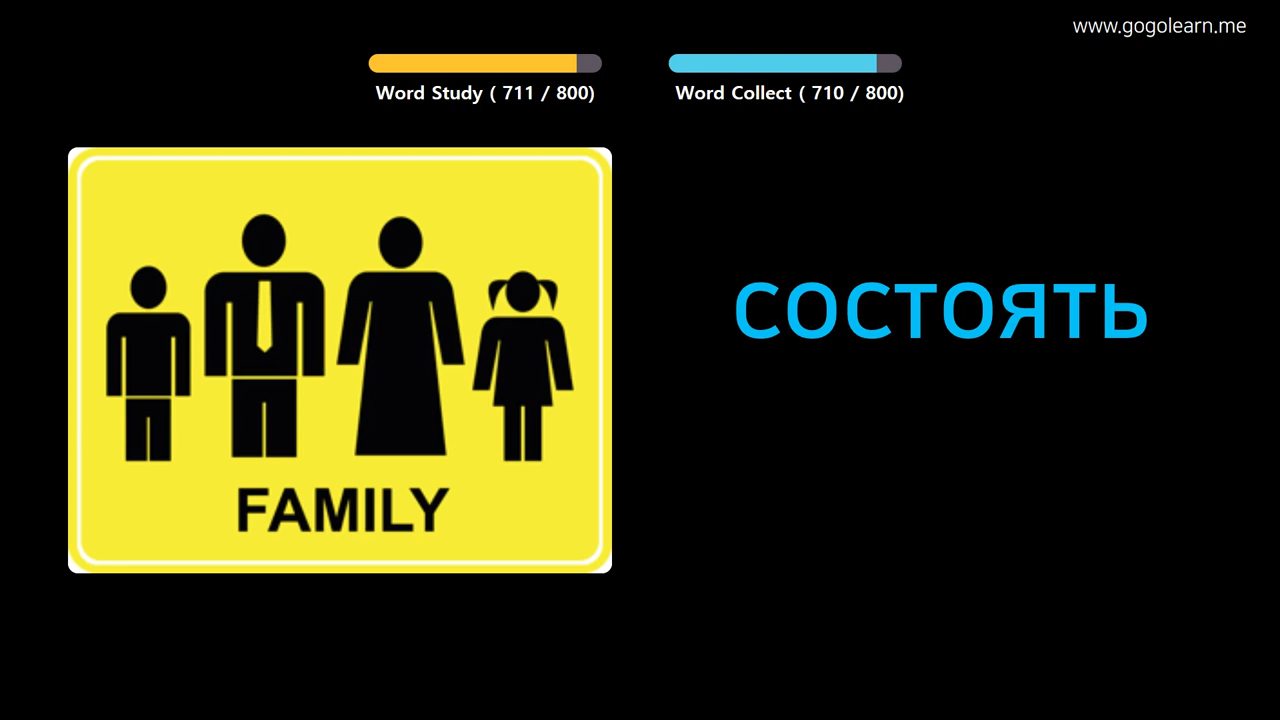 www.gogolearn.me
Word Study ( 711 / 800)
Word Collect ( 710 / 800)
FAMILY
СОСТОЯТЬ